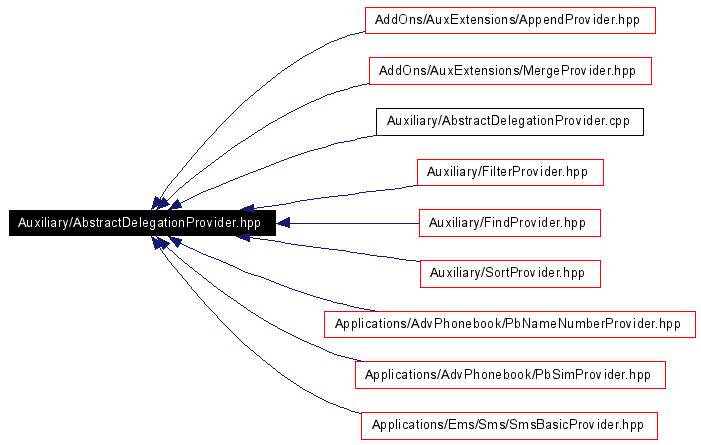 AddOns/AuxExtensions/AppendProvider.hpp
AddOns/AuxExtensions/MergeProvider.hpp
Auxiliary/AbstractDelegationProvider.cpp
Auxiliary/FilterProvider.hpp
Auxiliary/AbstractDelegationProvider.hpp
Auxiliary/FindProvider.hpp
Auxiliary/SortProvider.hpp
Applications/AdvPhonebook/PbNameNumberProvider.hpp
Applications/AdvPhonebook/PbSimProvider.hpp
Applications/Ems/Sms/SmsBasicProvider.hpp